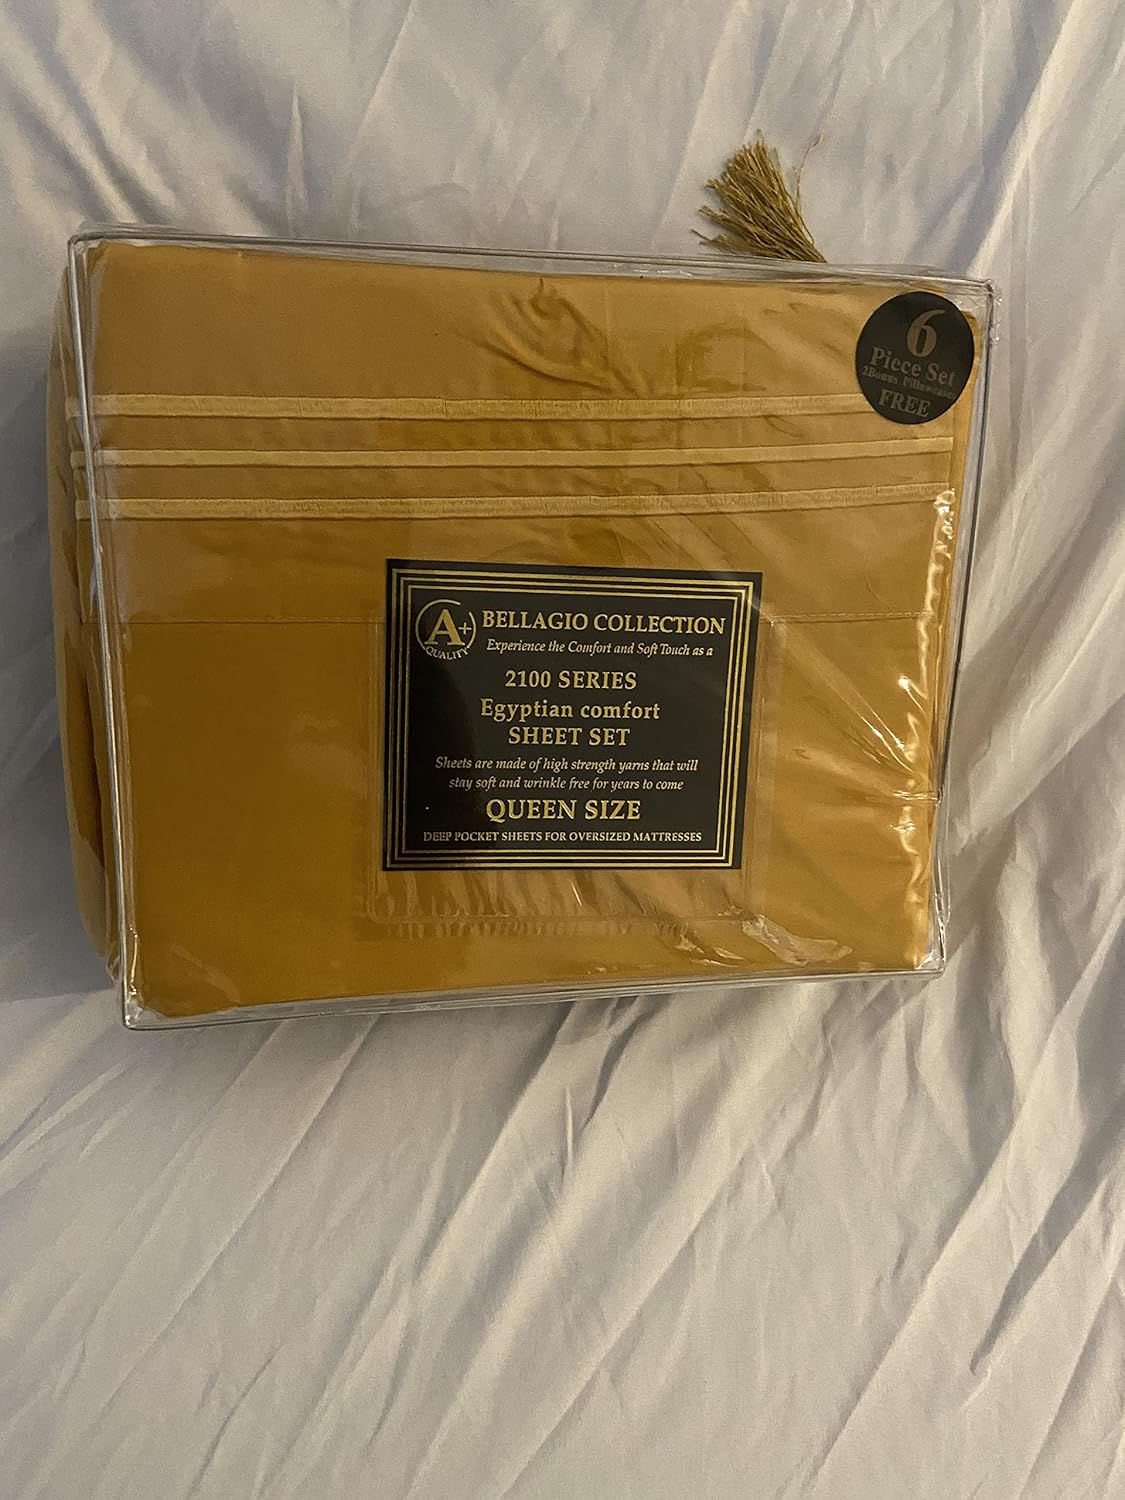 6
Piece Set
2Bonus Pillowcases
FREE
A+
QUALITY
BELLAGIO COLLECTION
Experience the Comfort and Soft Touch as a
2100 SERIES
Egyptian comfort
SHEET SET
Sheets are made of high strength yarns that will
stay soft and wrinkle free for years to come
QUEEN SIZE
DEEP POCKET SHEETS FOR OVERSIZED MATTRESSES